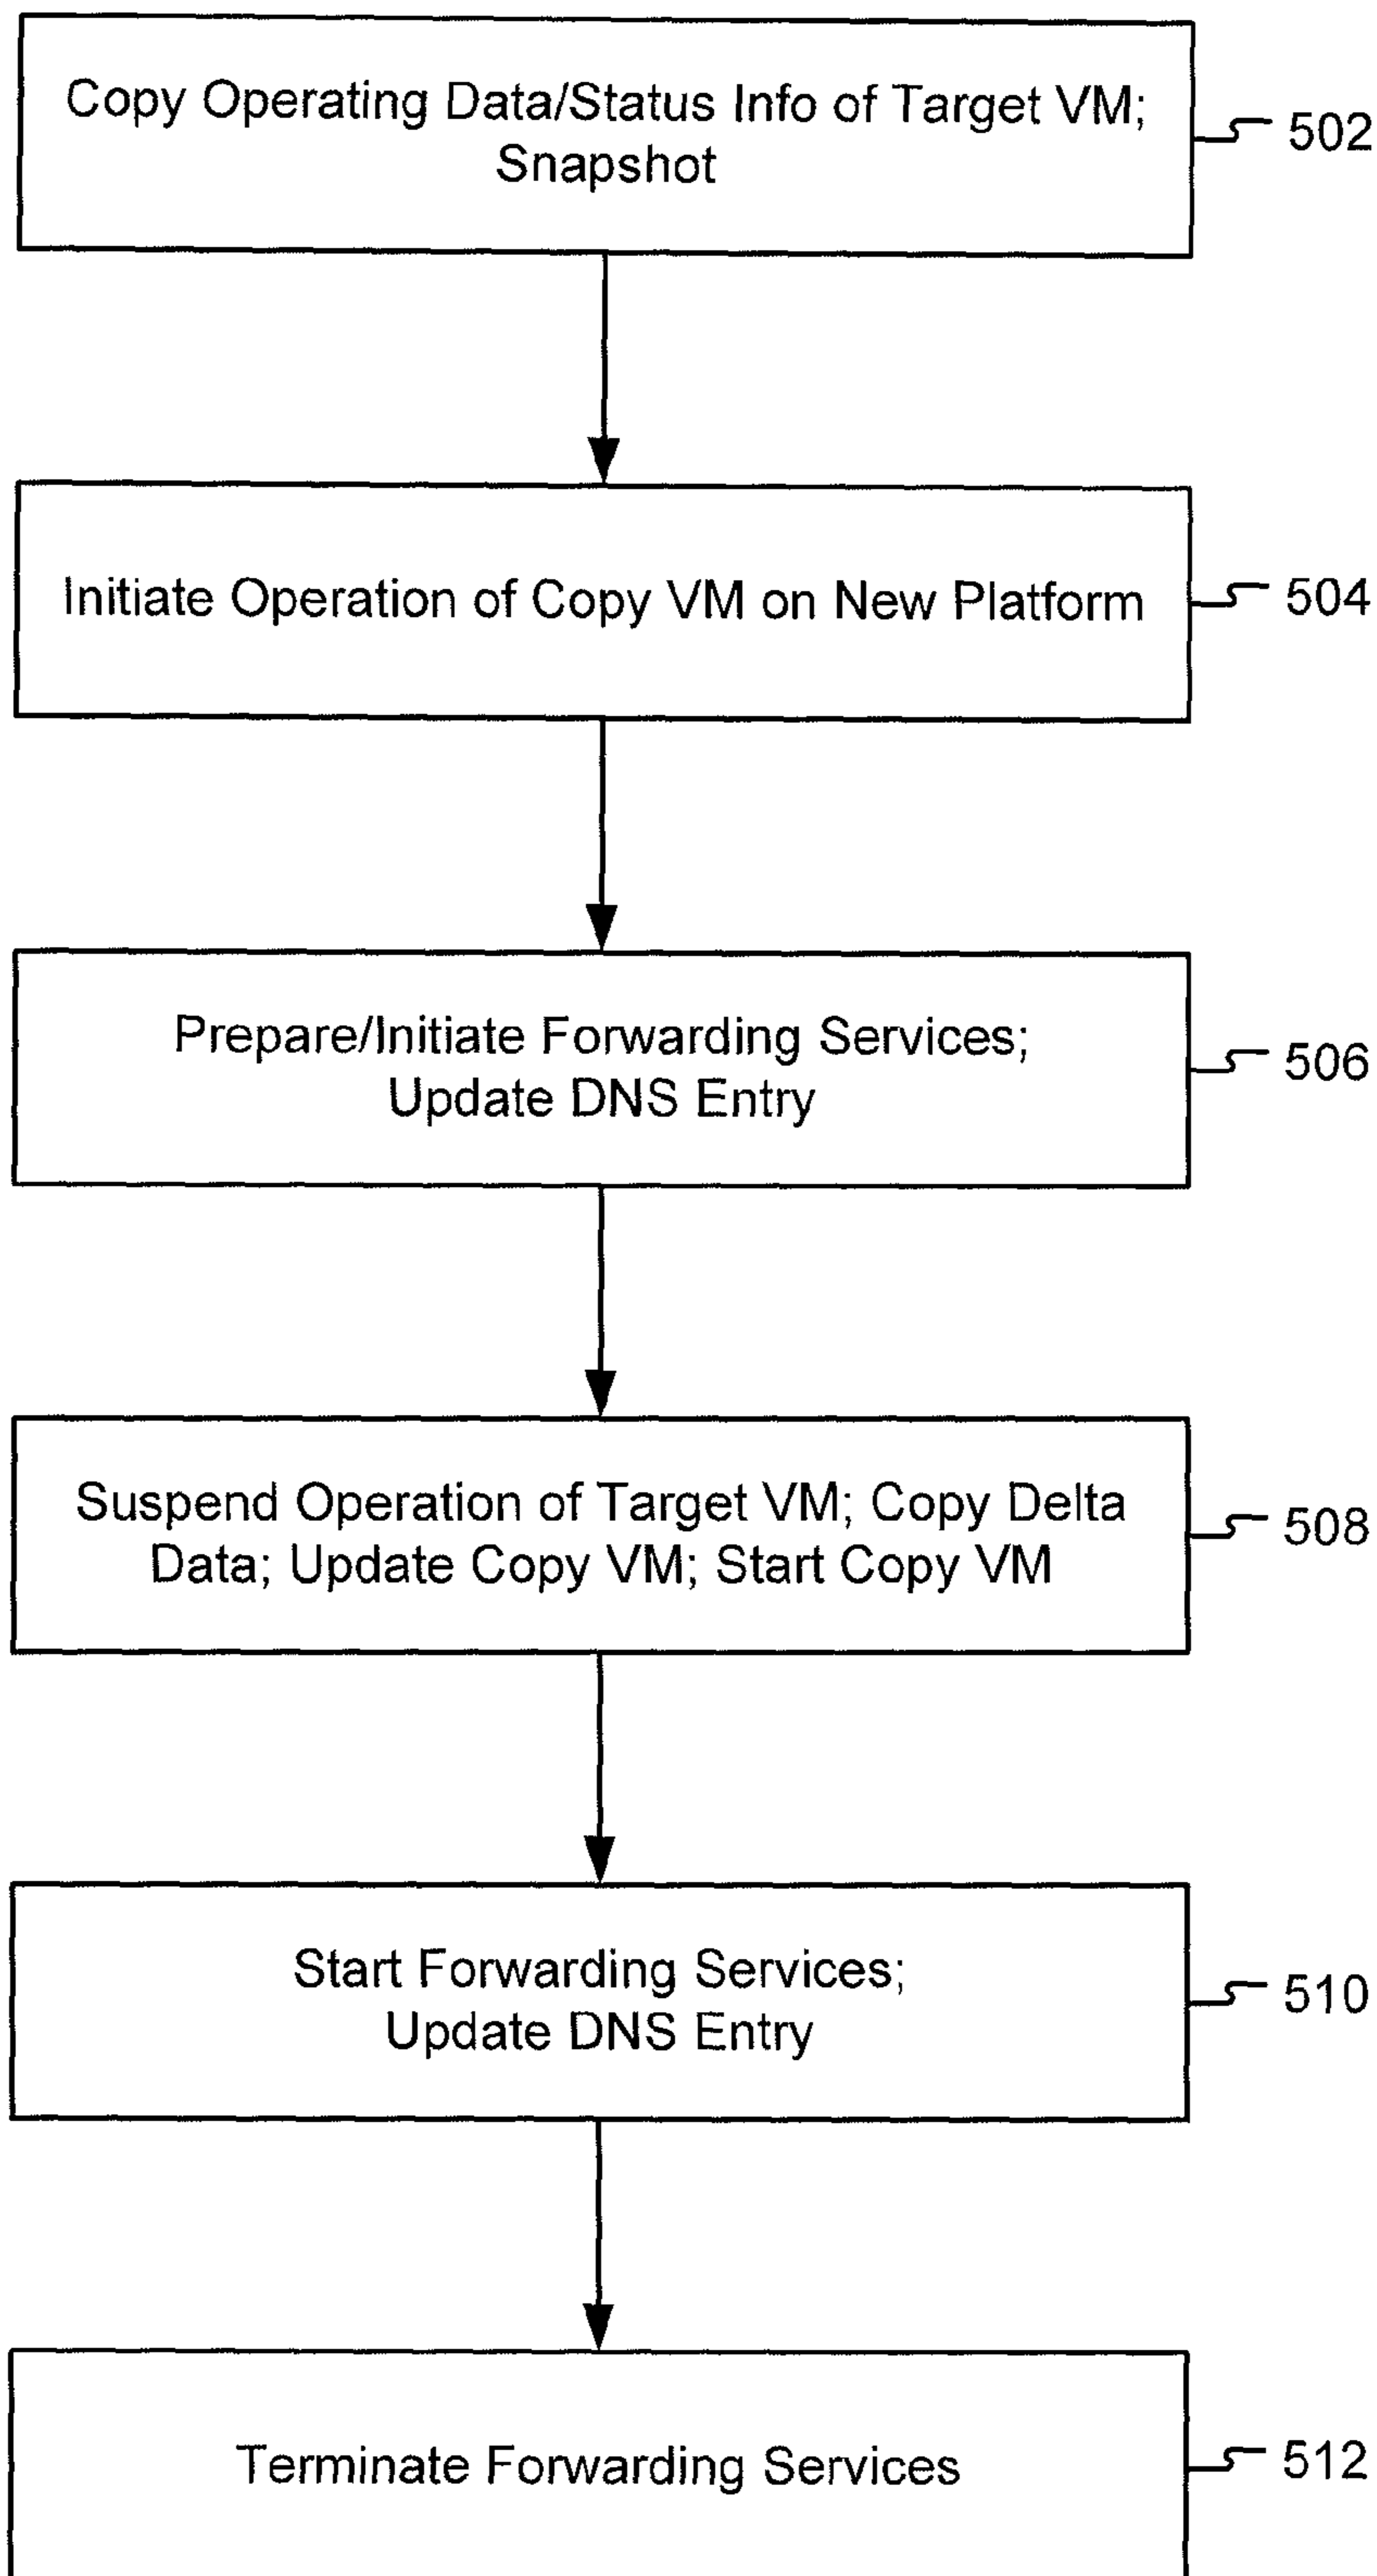 Copy Operating Data/Status Info of Target VM;
Snapshot
502
Initiate Operation of Copy VM on New Platform
504
Prepare/Initiate Forwarding Services;
Update DNS Entry
506
Suspend Operation of Target VM; Copy Delta
Data; Update Copy VM; Start Copy VM
508
Start Forwarding Services;
Update DNS Entry
510
Terminate Forwarding Services
512